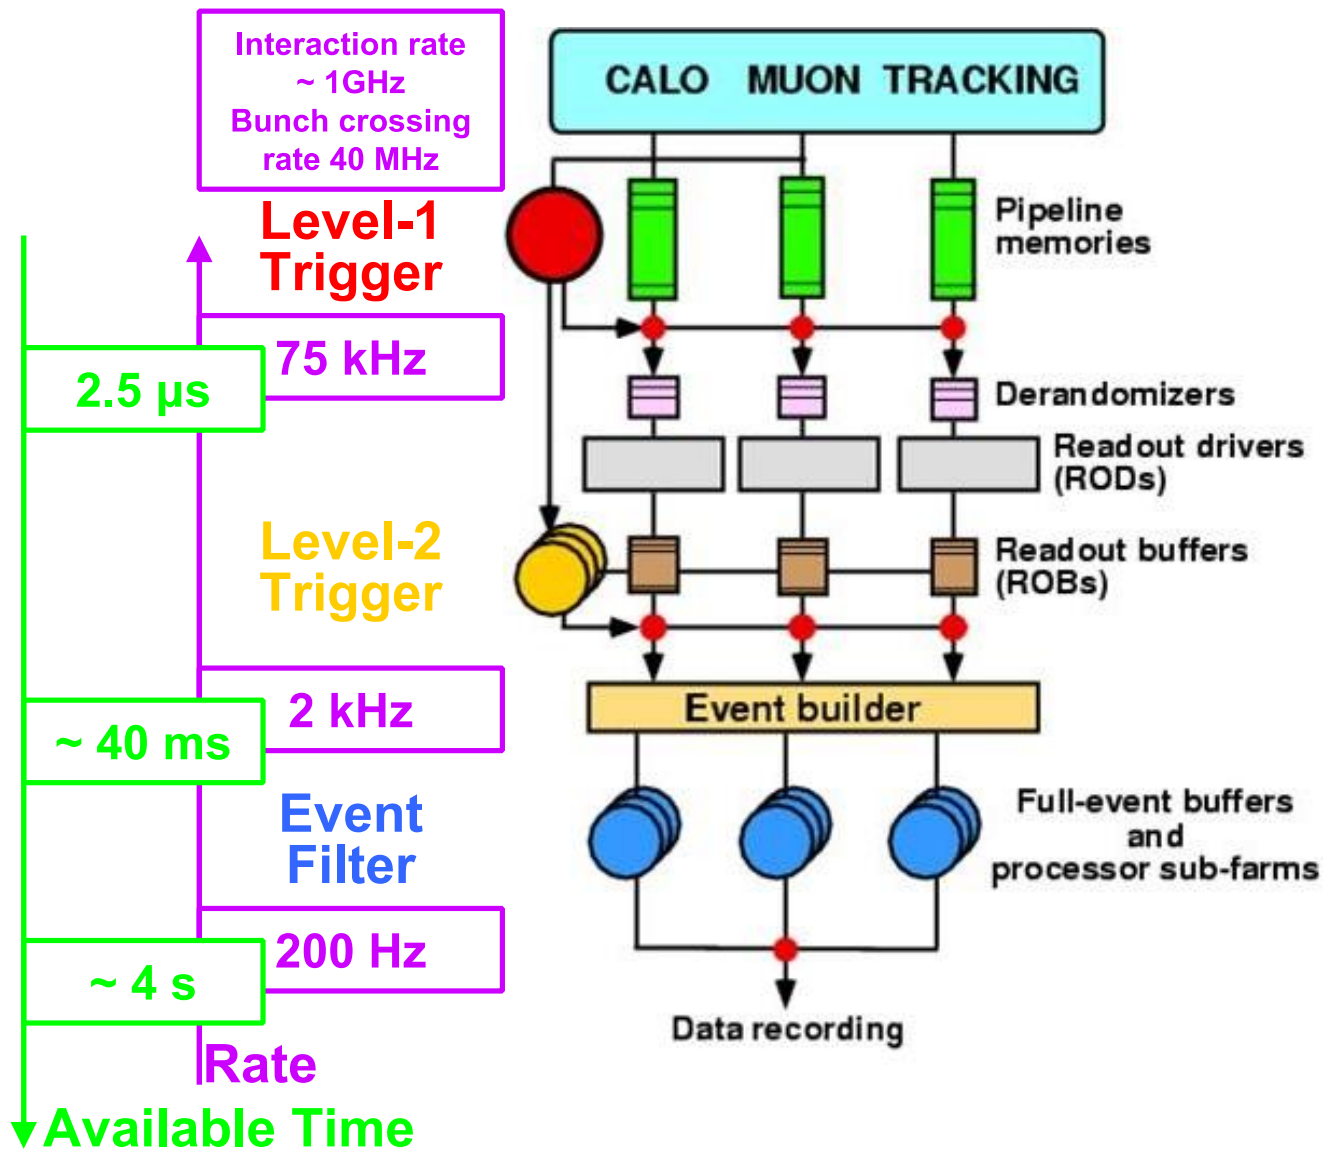 Interaction rate
~ 1GHz
Bunch crossing
rate 40 MHz
CALO MUON TRACKING
Level-1
Trigger
Pipeline
memories
75 kHz
2.5 µs
Derandomizers
Readout drivers
(RODs)
Level-2
Trigger
Readout buffers
(ROBs)
2 kHz
~ 40 ms
Event builder
Event
Filter
Full-event buffers
and
processor sub-farms
200 Hz
~ 4 s
Data recording
Rate
Available Time